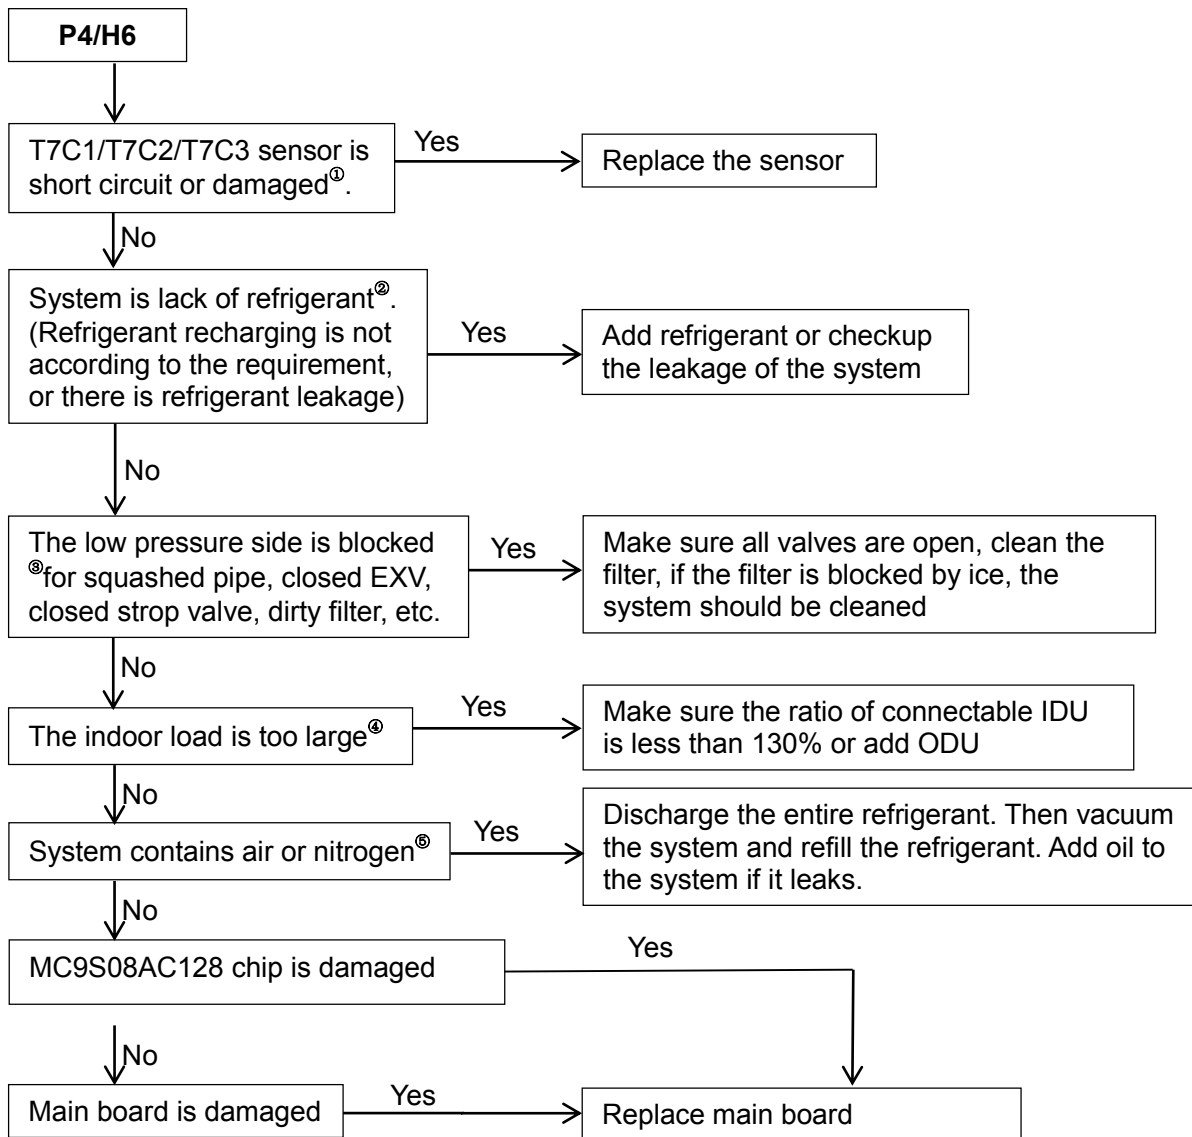 P4/H6
T7C1/T7C2/T7C3 sensor is
short circuit or damaged①.
Yes
Replace the sensor
No
System is lack of refrigerant②.
(Refrigerant recharging is not
according to the requirement,
or there is refrigerant leakage)
Yes
Add refrigerant or checkup
the leakage of the system
No
The low pressure side is blocked
③for squashed pipe, closed EXV,
closed strop valve, dirty filter, etc.
Yes
Make sure all valves are open, clean the
filter, if the filter is blocked by ice, the
system should be cleaned
No
The indoor load is too large④
Yes
Make sure the ratio of connectable IDU
is less than 130% or add ODU
No
System contains air or nitrogen⑤
Yes
Discharge the entire refrigerant. Then vacuum
the system and refill the refrigerant. Add oil to
the system if it leaks.
No
MC9S08AC128 chip is damaged
Yes
No
Main board is damaged
Yes
Replace main board